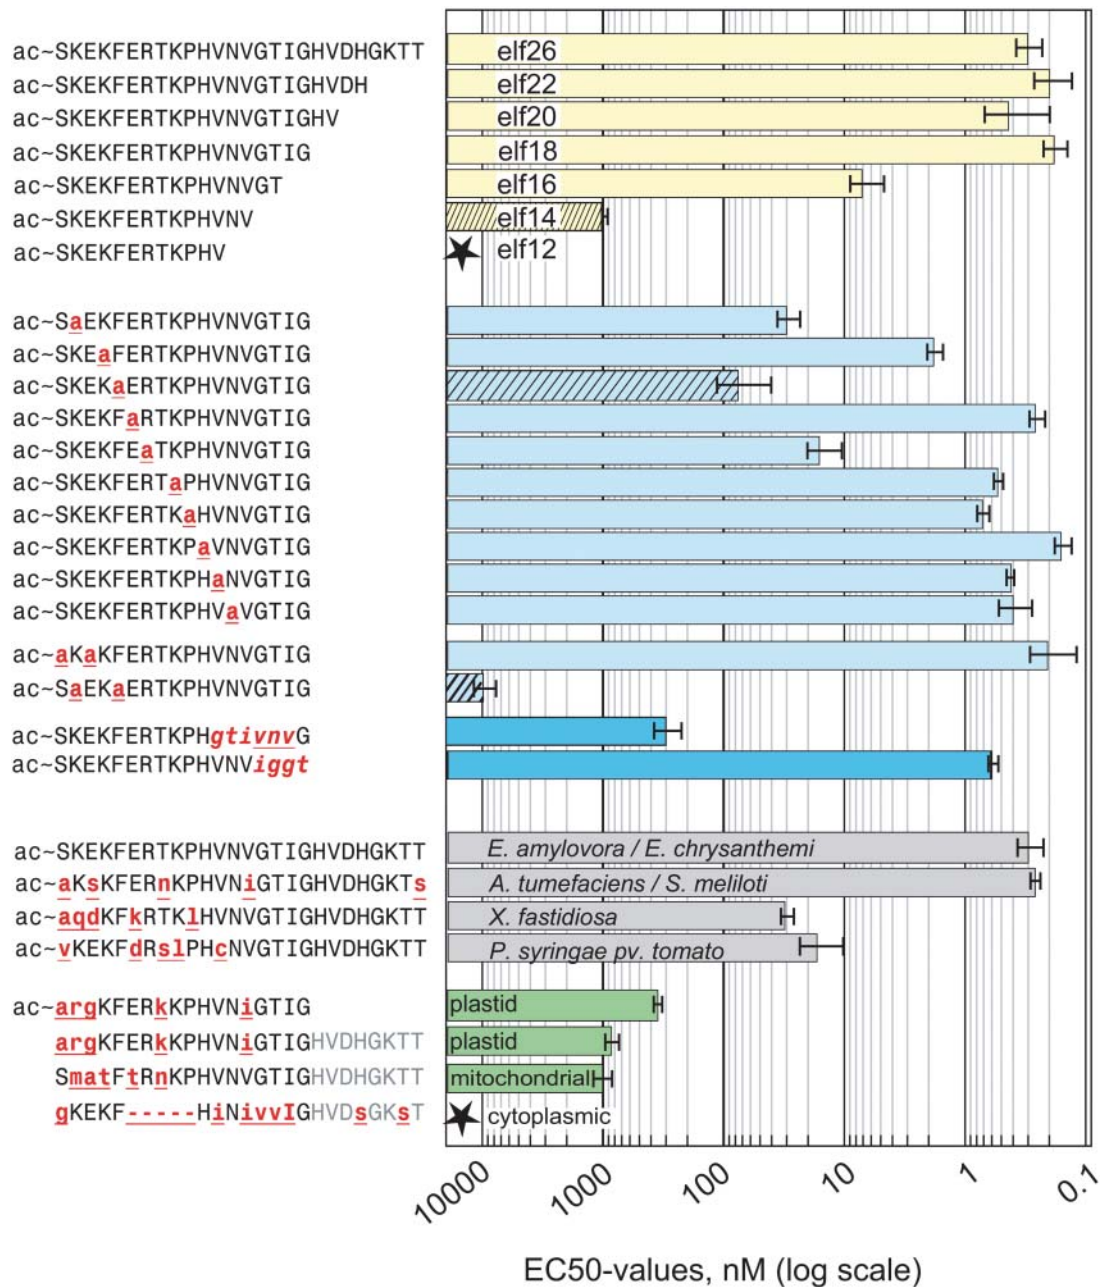 ac~SKEKFERTKPHVNVGTIGHVDHGKTT elf26
ac~SKEKFERTKPHVNVGTIGHVDH elf22
ac~SKEKFERTKPHVNVGTIGHV elf20
ac~SKEKFERTKPHVNVGTIG elf18
ac~SKEKFERTKPHVNVGT elf16
ac~SKEKFERTKPHVNV elf14
ac~SKEKFERTKPHV elf12
ac~SaEKFERTKPHVNVGTIG
ac~SKEaFERTKPHVNVGTIG
ac~SKEKaERTKPHVNVGTIG
ac~SKEKFaRTKPHVNVGTIG
ac~SKEKFEaTKPHVNVGTIG
ac~SKEKFERTaPHVNVGTIG
ac~SKEKFERTKaHVNVGTIG
ac~SKEKFERTKPaVNVGTIG
ac~SKEKFERTKPHaNVGTIG
ac~SKEKFERTKPHVaVGTIG
ac~aKaKFERTKPHVNVGTIG
ac~SaEKaERTKPHVNVGTIG
ac~SKEKFERTKPHgtivnvG
ac~SKEKFERTKPHVNViggt
ac~SKEKFERTKPHVNVGTIGHVDHGKTT E. amylovora / E. chrysanthemi
ac~aKsKFERnKPHVNiGTIGHVDHGKTs A. tumefaciens / S. meliloti
ac~aqdKFkRTKlHVNVGTIGHVDHGKTT X. fastidiosa
ac~vKEKFdRslPHcNVGTIGHVDHGKTT P. syringae pv. tomato
ac~argKFERkKPHVNiGTIG plastid
argKFERkKPHVNiGTIGHVDHGKTT plastid
SmatFtRnKPHVNVGTIGHVDHGKTT mitochondrial
gKEKF-----HiNivvIGHVDsGKsT cytoplasmic
10000 1000 100 10 1 0.1
EC50-values, nM (log scale)